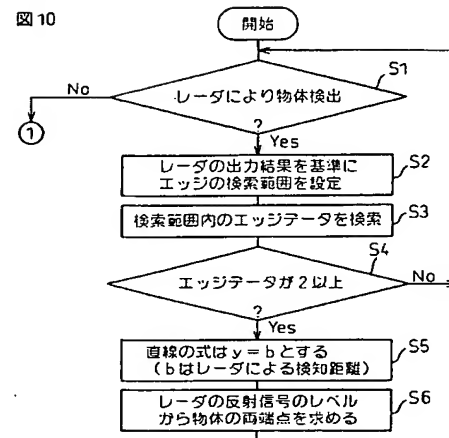 図10
開始
レーダにより物体検出
?
S1
No
①
Yes
レーダの出力結果を基準に
エッジの検索範囲を設定
S2
検索範囲内のエッジデータを検索
S3
エッジデータが2以上
?
S4
No
Yes
直線の式はy=bとする
(bはレーダによる検知距離)
S5
レーダの反射信号のレベル
から物体の両端点を求める
S6